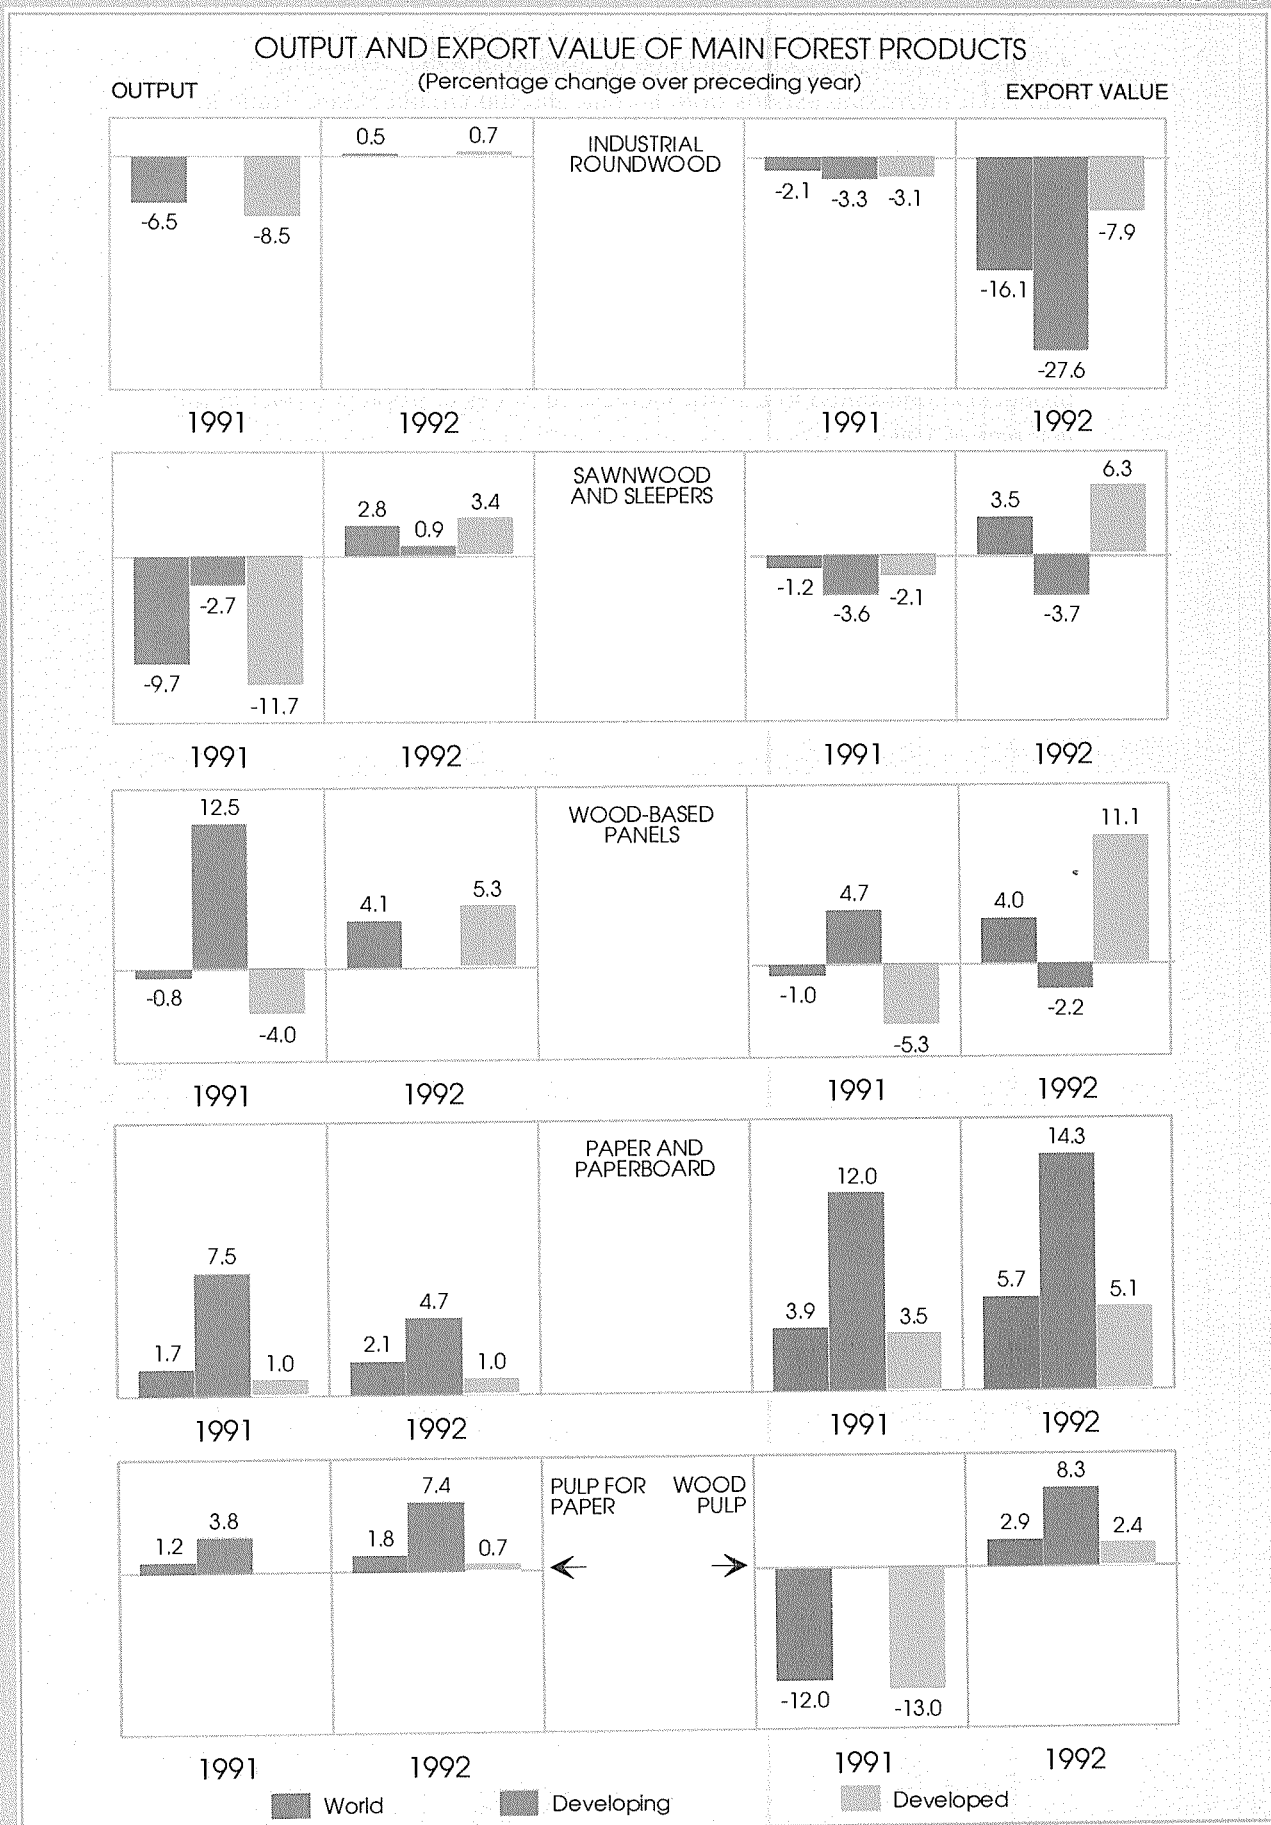 OUTPUT AND EXPORT VALUE OF MAIN FOREST PRODUCTS
(Percentage change over preceding year)
OUTPUT
EXPORT VALUE
0.5 0.7
-6.5 -8.5
INDUSTRIAL
ROUNDWOOD
-2.1 -3.3 -3.1
-16.1 -27.6 -7.9
1991 1992 1991 1992
SAWNWOOD
AND SLEEPERS
-9.7 -2.7 -11.7
2.8 0.9 3.4
-1.2 -3.6 -2.1
3.5 -3.7 6.3
1991 1992 1991 1992
WOOD-BASED
PANELS
-0.8 12.5 -4.0
4.1 5.3
-1.0 4.7 -5.3
4.0 -2.2 11.1
1991 1992 1991 1992
PAPER AND
PAPERBOARD
1.7 7.5 1.0
2.1 4.7 1.0
3.9 12.0 3.5
5.7 14.3 5.1
1991 1992 1991 1992
PULP FOR WOOD
PAPER PULP
1.2 3.8
1.8 7.4 0.7
-12.0 -13.0
2.9 8.3 2.4
1991 1992 1991 1992
World Developing Developed